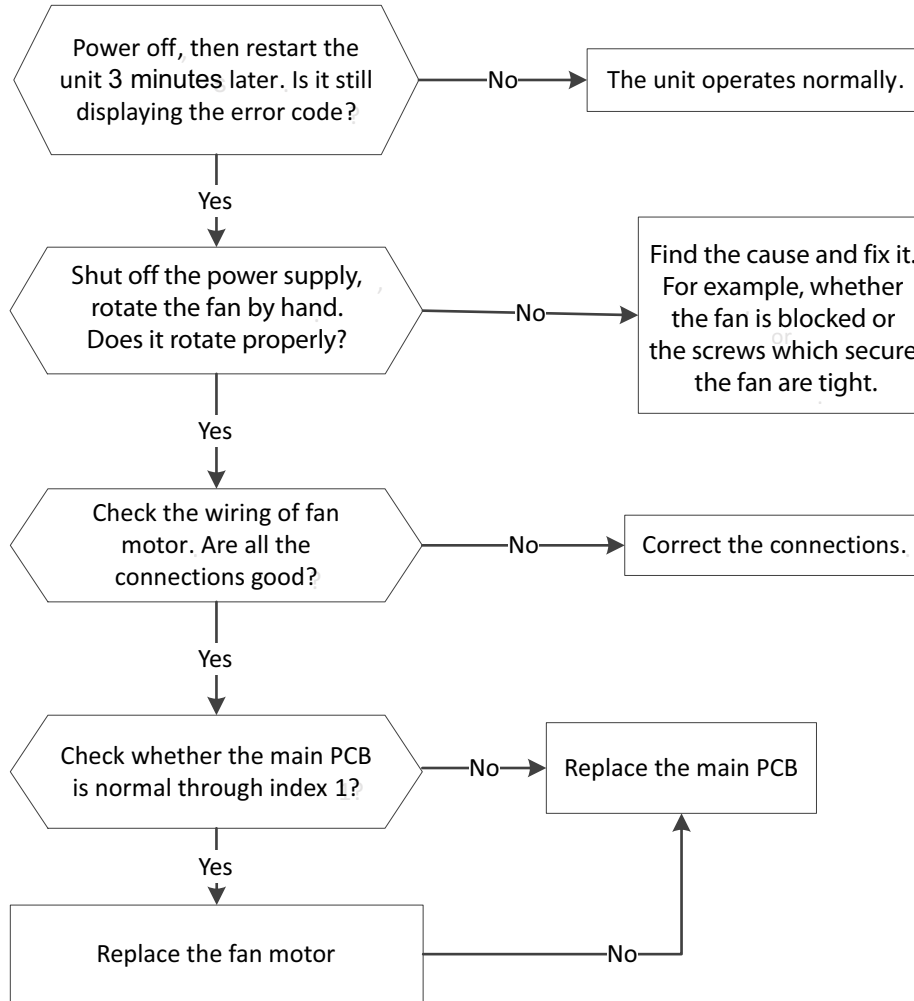 Power off, then restart the
unit 3 minutes later. Is it still
displaying the error code?
No
The unit operates normally.
Yes
Shut off the power supply,
rotate the fan by hand.
Does it rotate properly?
No
Find the cause and fix it.
For example, whether
the fan is blocked or
the screws which secure
the fan are tight.
Yes
Check the wiring of fan
motor. Are all the
connections good?
No
Correct the connections.
Yes
Check whether the main PCB
is normal through index 1?
No
Replace the main PCB
Yes
Replace the fan motor
No